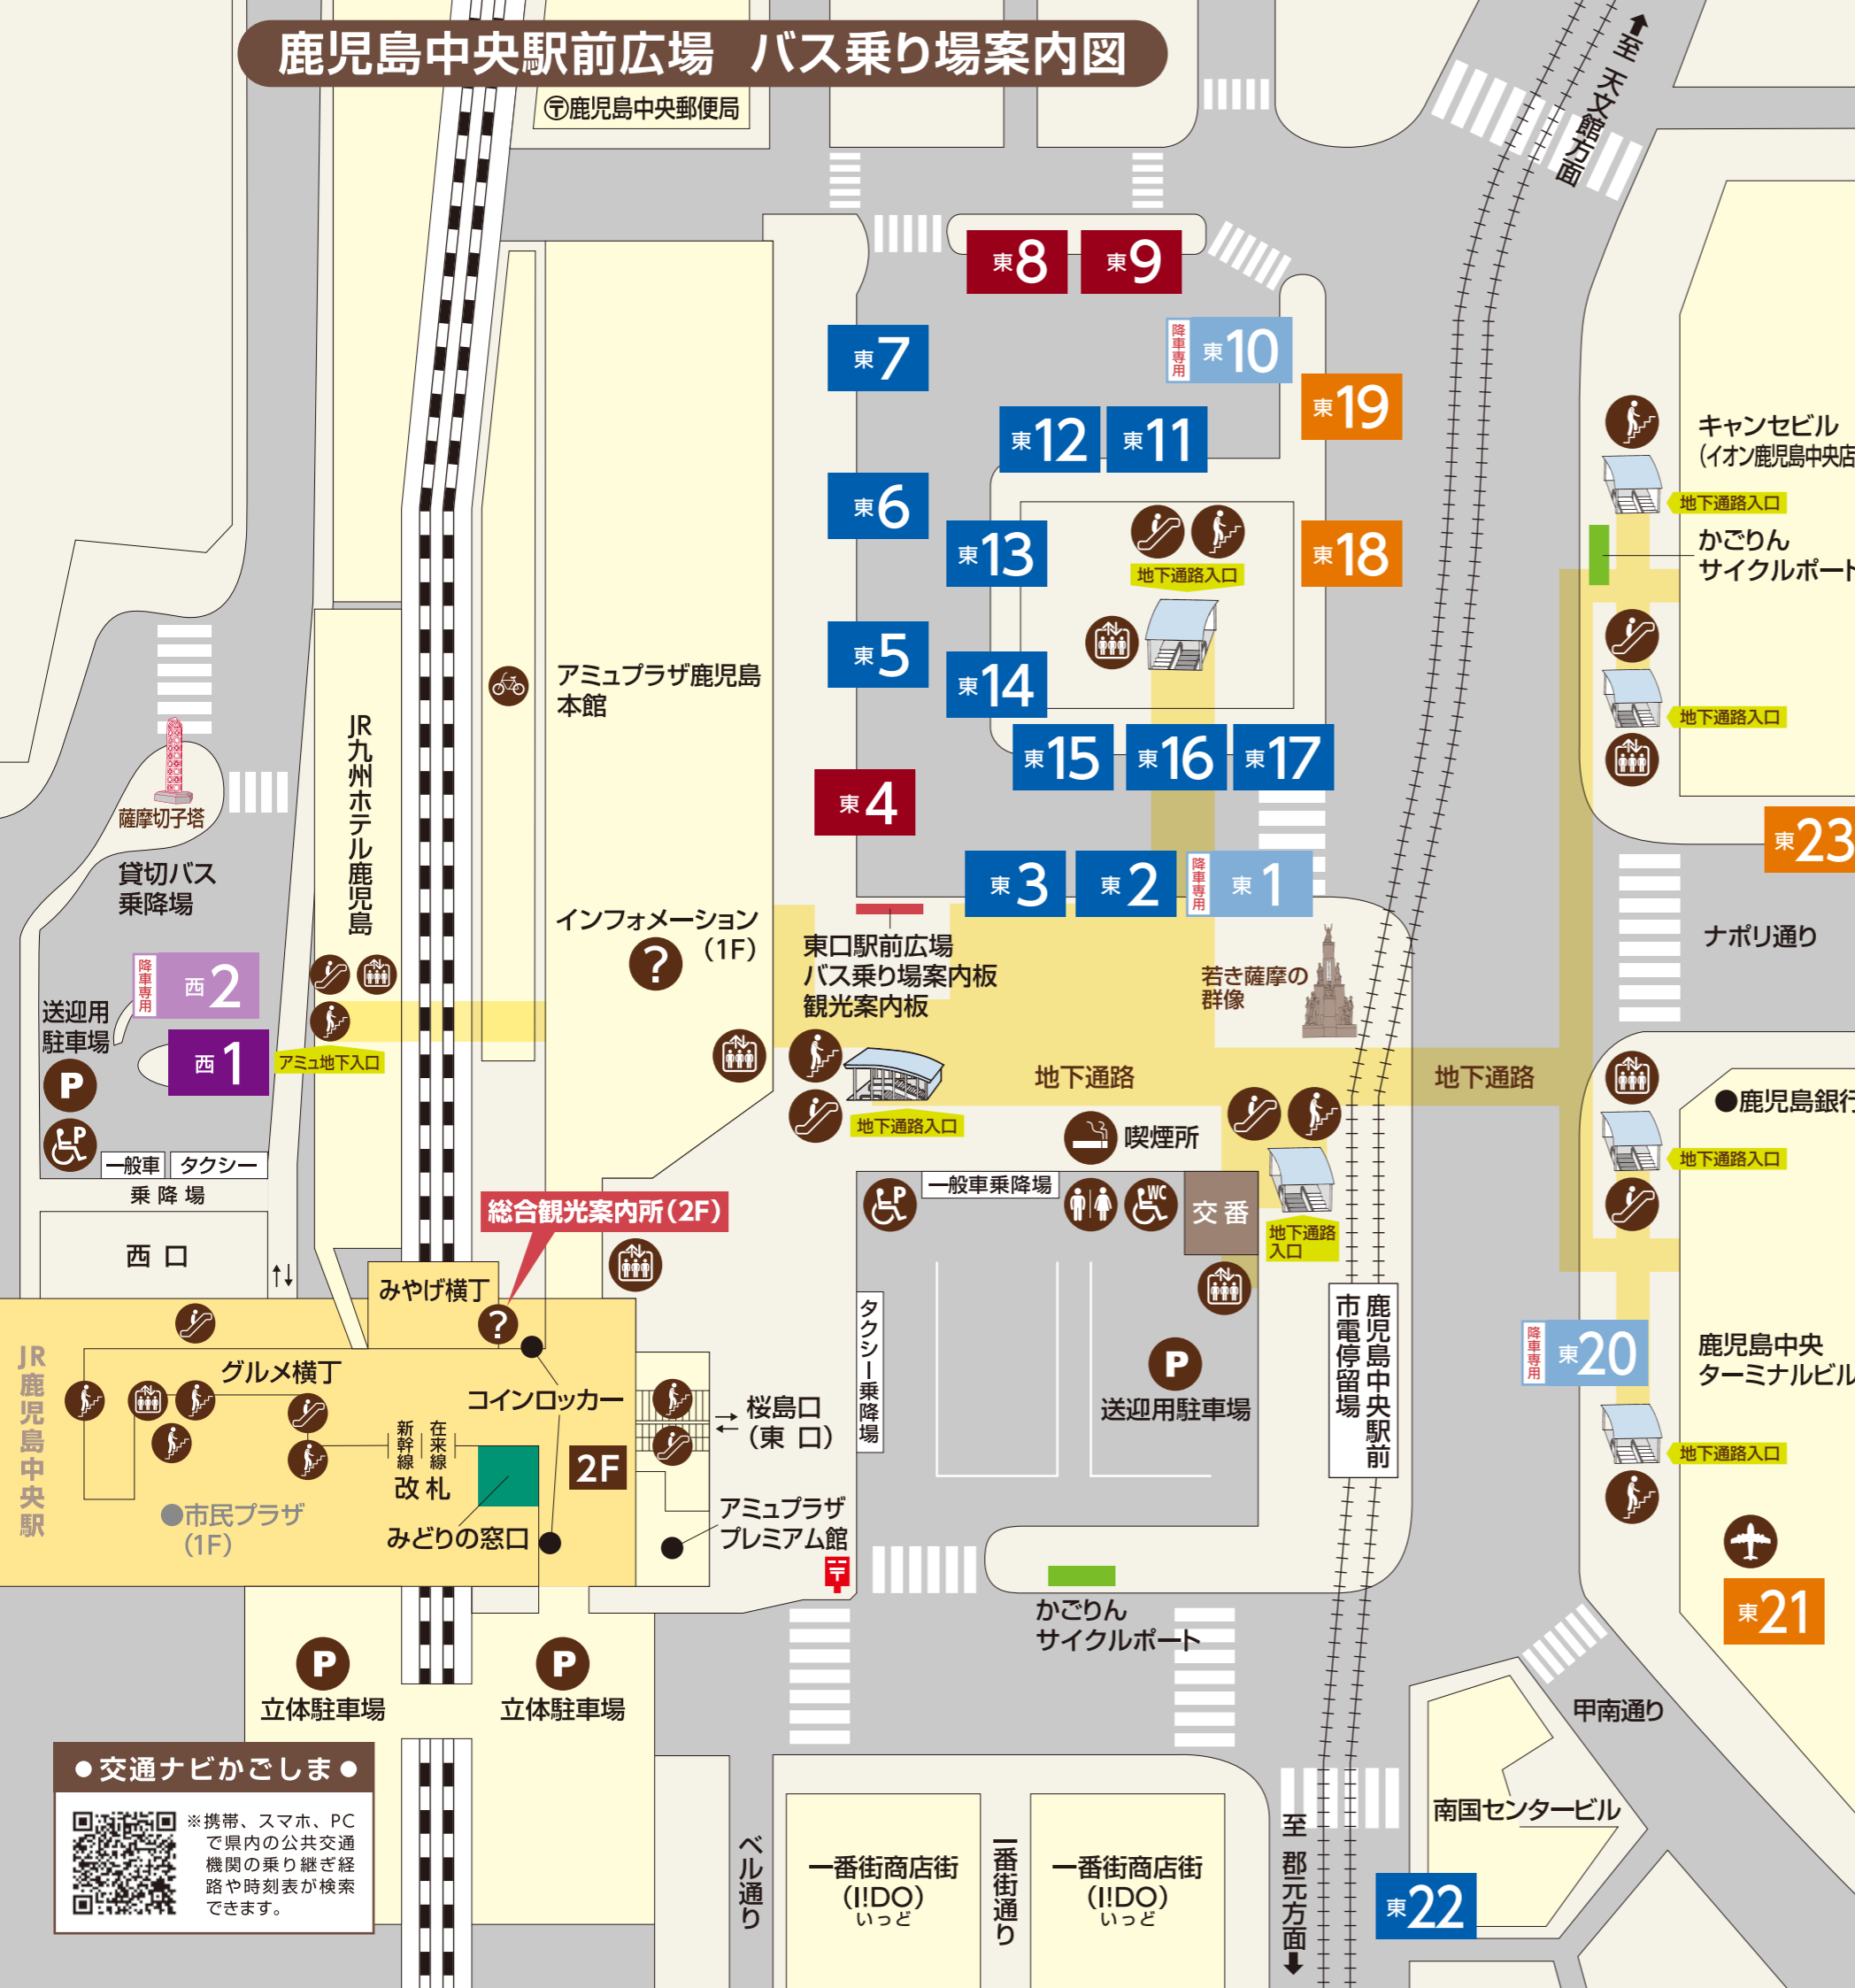 鹿児島中央駅前広場 バス乗り場案内図
〒鹿児島中央郵便局
至 天文館方面
東8
東9
東7
降車専用
東10
東19
東12
東11
キャンセビル
(イオン鹿児島中央店
地下通路入口
東6
東13
東18
かごりん
サイクルポート
地下通路入口
東5
東14
アミュプラザ鹿児島
本館
地下通路入口
JR九州ホテル鹿児島
東15
東16
東17
東4
薩摩切子塔
東23
貸切バス
乗降場
東3
東2
降車専用
東1
インフォメーション
(1F)
?
東口駅前広場
バス乗り場案内板
観光案内板
若き薩摩の
群像
ナポリ通り
降車専用
西2
送迎用
駐車場
P
西1
アミュ地下入口
地下通路
地下通路
●鹿児島銀行
地下通路入口
喫煙所
P
一般車
タクシー
乗降場
地下通路入口
総合観光案内所(2F)
P
一般車乗降場
WC
交番
地下通路
入口
西口
みやげ横丁
?
タクシー乗降場
鹿児島中央駅前
市電停留場
降車専用
東20
鹿児島中央
ターミナルビル
JR鹿児島中央駅
グルメ横丁
コインロッカー
桜島口
(東 口)
P
送迎用駐車場
新幹線
在来線
改札
2F
地下通路入口
●市民プラザ
(1F)
みどりの窓口
アミュプラザ
プレミアム館
〒
東21
かごりん
サイクルポート
P
立体駐車場
P
立体駐車場
甲南通り
●交通ナビかごしま●
※携帯、スマホ、PC
で県内の公共交通
機関の乗り継ぎ経
路や時刻表が検索
できます。
南国センタービル
ベル通り
一番街商店街
(I!DO)
いっど
一番街通り
一番街商店街
(I!DO)
いっど
至 郡元方面
東22